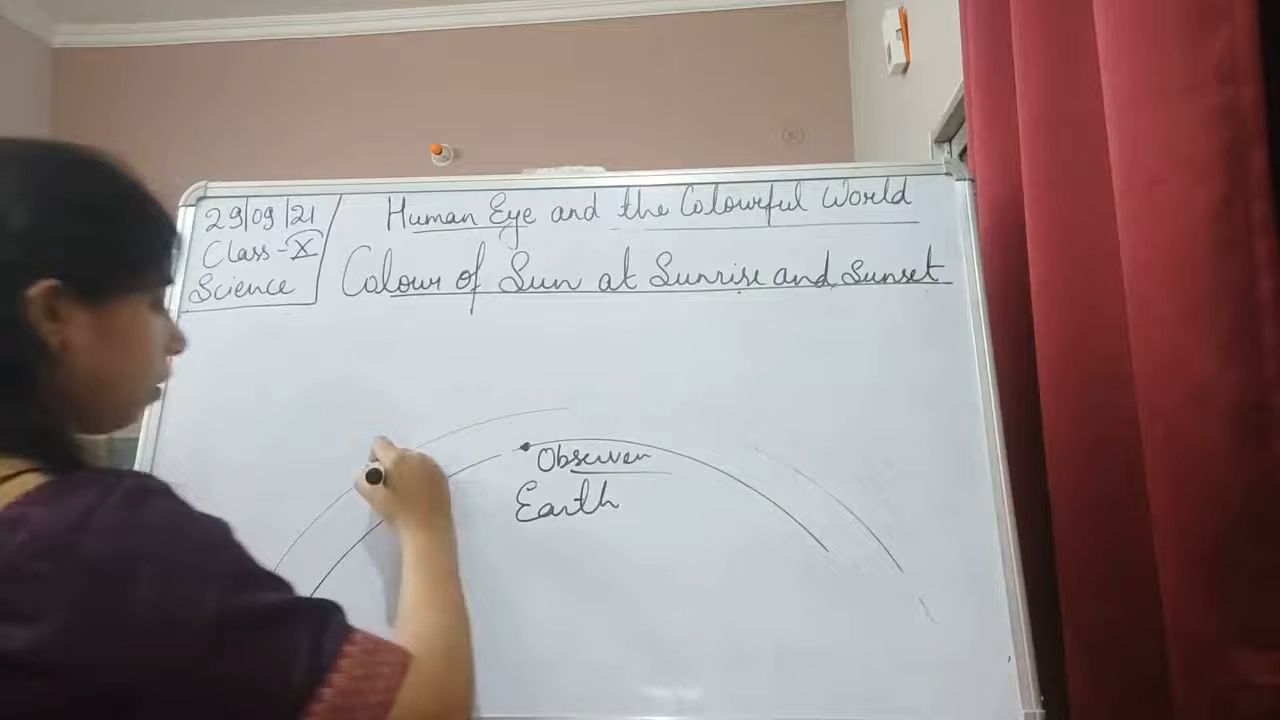 29/09/21
Class-X
Science
Human Eye and the Colourful World
Colour of Sun at Sunrise and Sunset
Observer
Earth